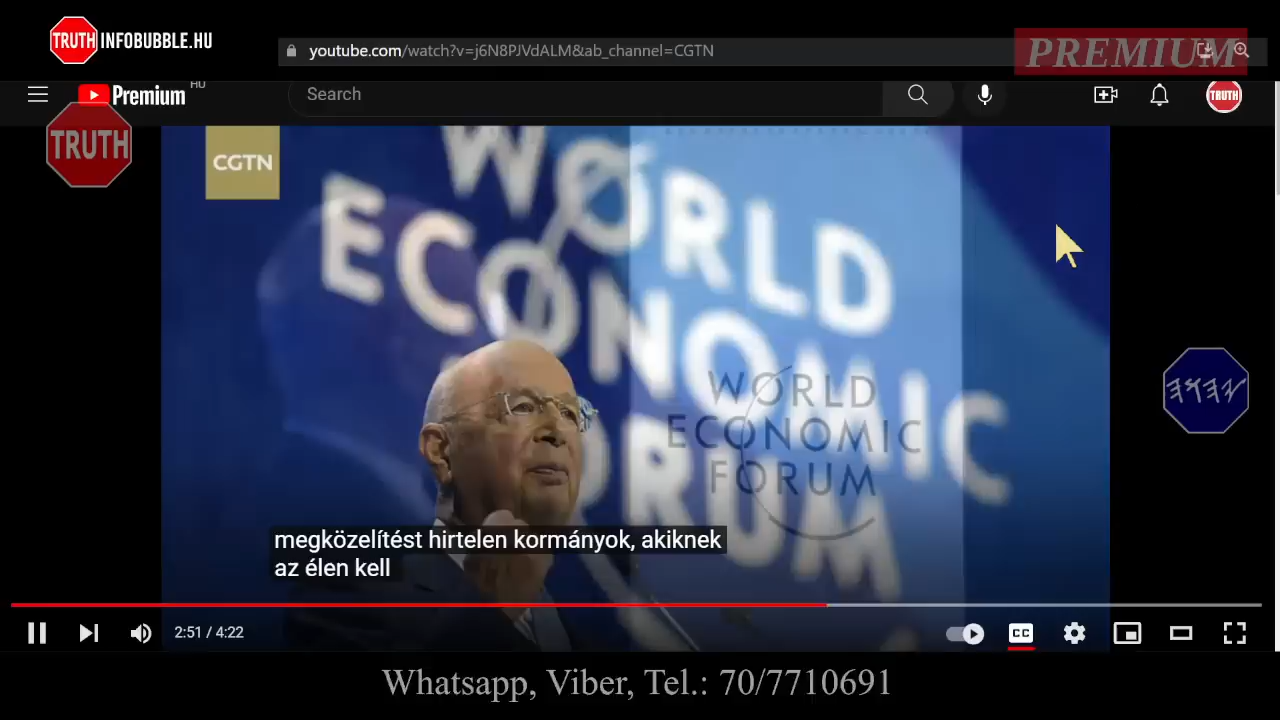 TRUTH INFOBUBBLE.HU
youtube.com/watch?v=j6N8PJVdALM&ab_channel=CGTN
PREMIUM
Premium HU
Search
TRUTH
TRUTH
CGTN
WORLD
ECONOMIC
FORUM
WORLD
ECONOMIC
FORUM
megközelítést hirtelen kormányok, akiknek
az élen kell
2:51 / 4:22
CC
Whatsapp, Viber, Tel.: 70/7710691